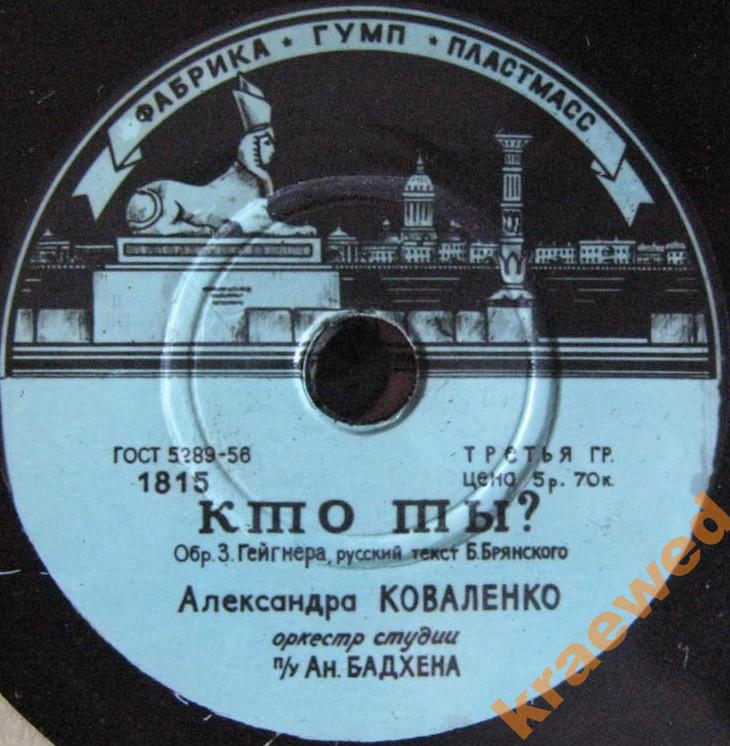 ФАБРИКА * ГУМП * ПЛАСТМАСС
ГОСТ 5289-56 ТРЕТЬЯ ГР.
1815 цена 5р. 70к.
кто ты?
Обр. З. Гейгнера, русский текст Б. Брянского
Александра КОВАЛЕНКО
оркестр студии
п/у Ан. БАДХЕНА
kraewed